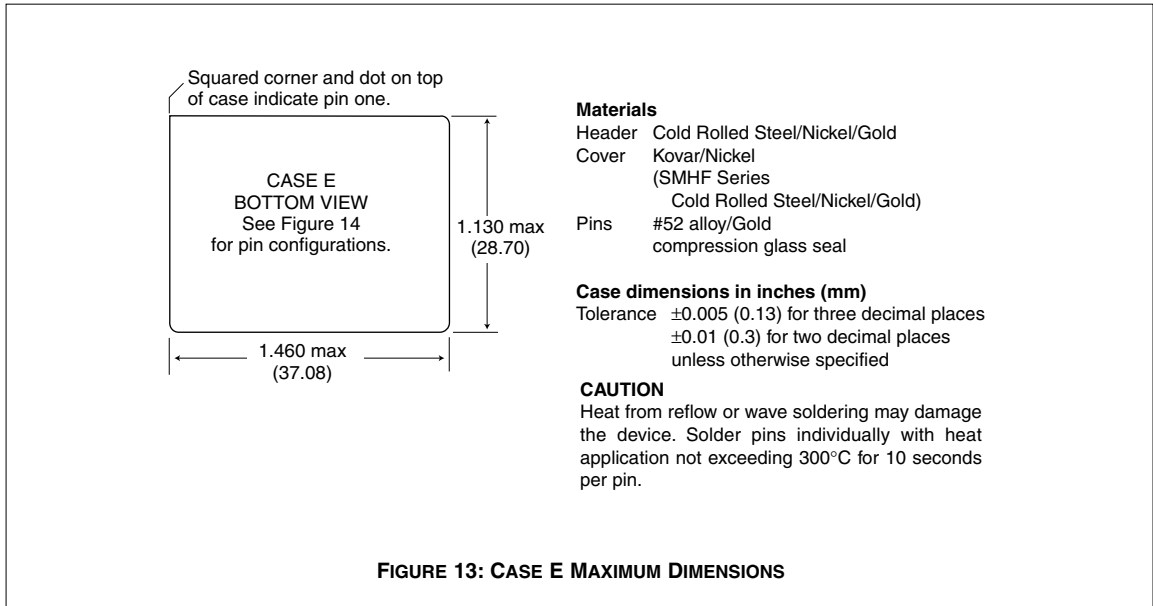 Squared corner and dot on top
of case indicate pin one.
CASE E
BOTTOM VIEW
See Figure 14
for pin configurations.
1.130 max
(28.70)
1.460 max
(37.08)
Materials
Header Cold Rolled Steel/Nickel/Gold
Cover Kovar/Nickel
(SMHF Series
Cold Rolled Steel/Nickel/Gold)
Pins #52 alloy/Gold
compression glass seal
Case dimensions in inches (mm)
Tolerance ±0.005 (0.13) for three decimal places
±0.01 (0.3) for two decimal places
unless otherwise specified
CAUTION
Heat from reflow or wave soldering may damage
the device. Solder pins individually with heat
application not exceeding 300°C for 10 seconds
per pin.
FIGURE 13: CASE E MAXIMUM DIMENSIONS